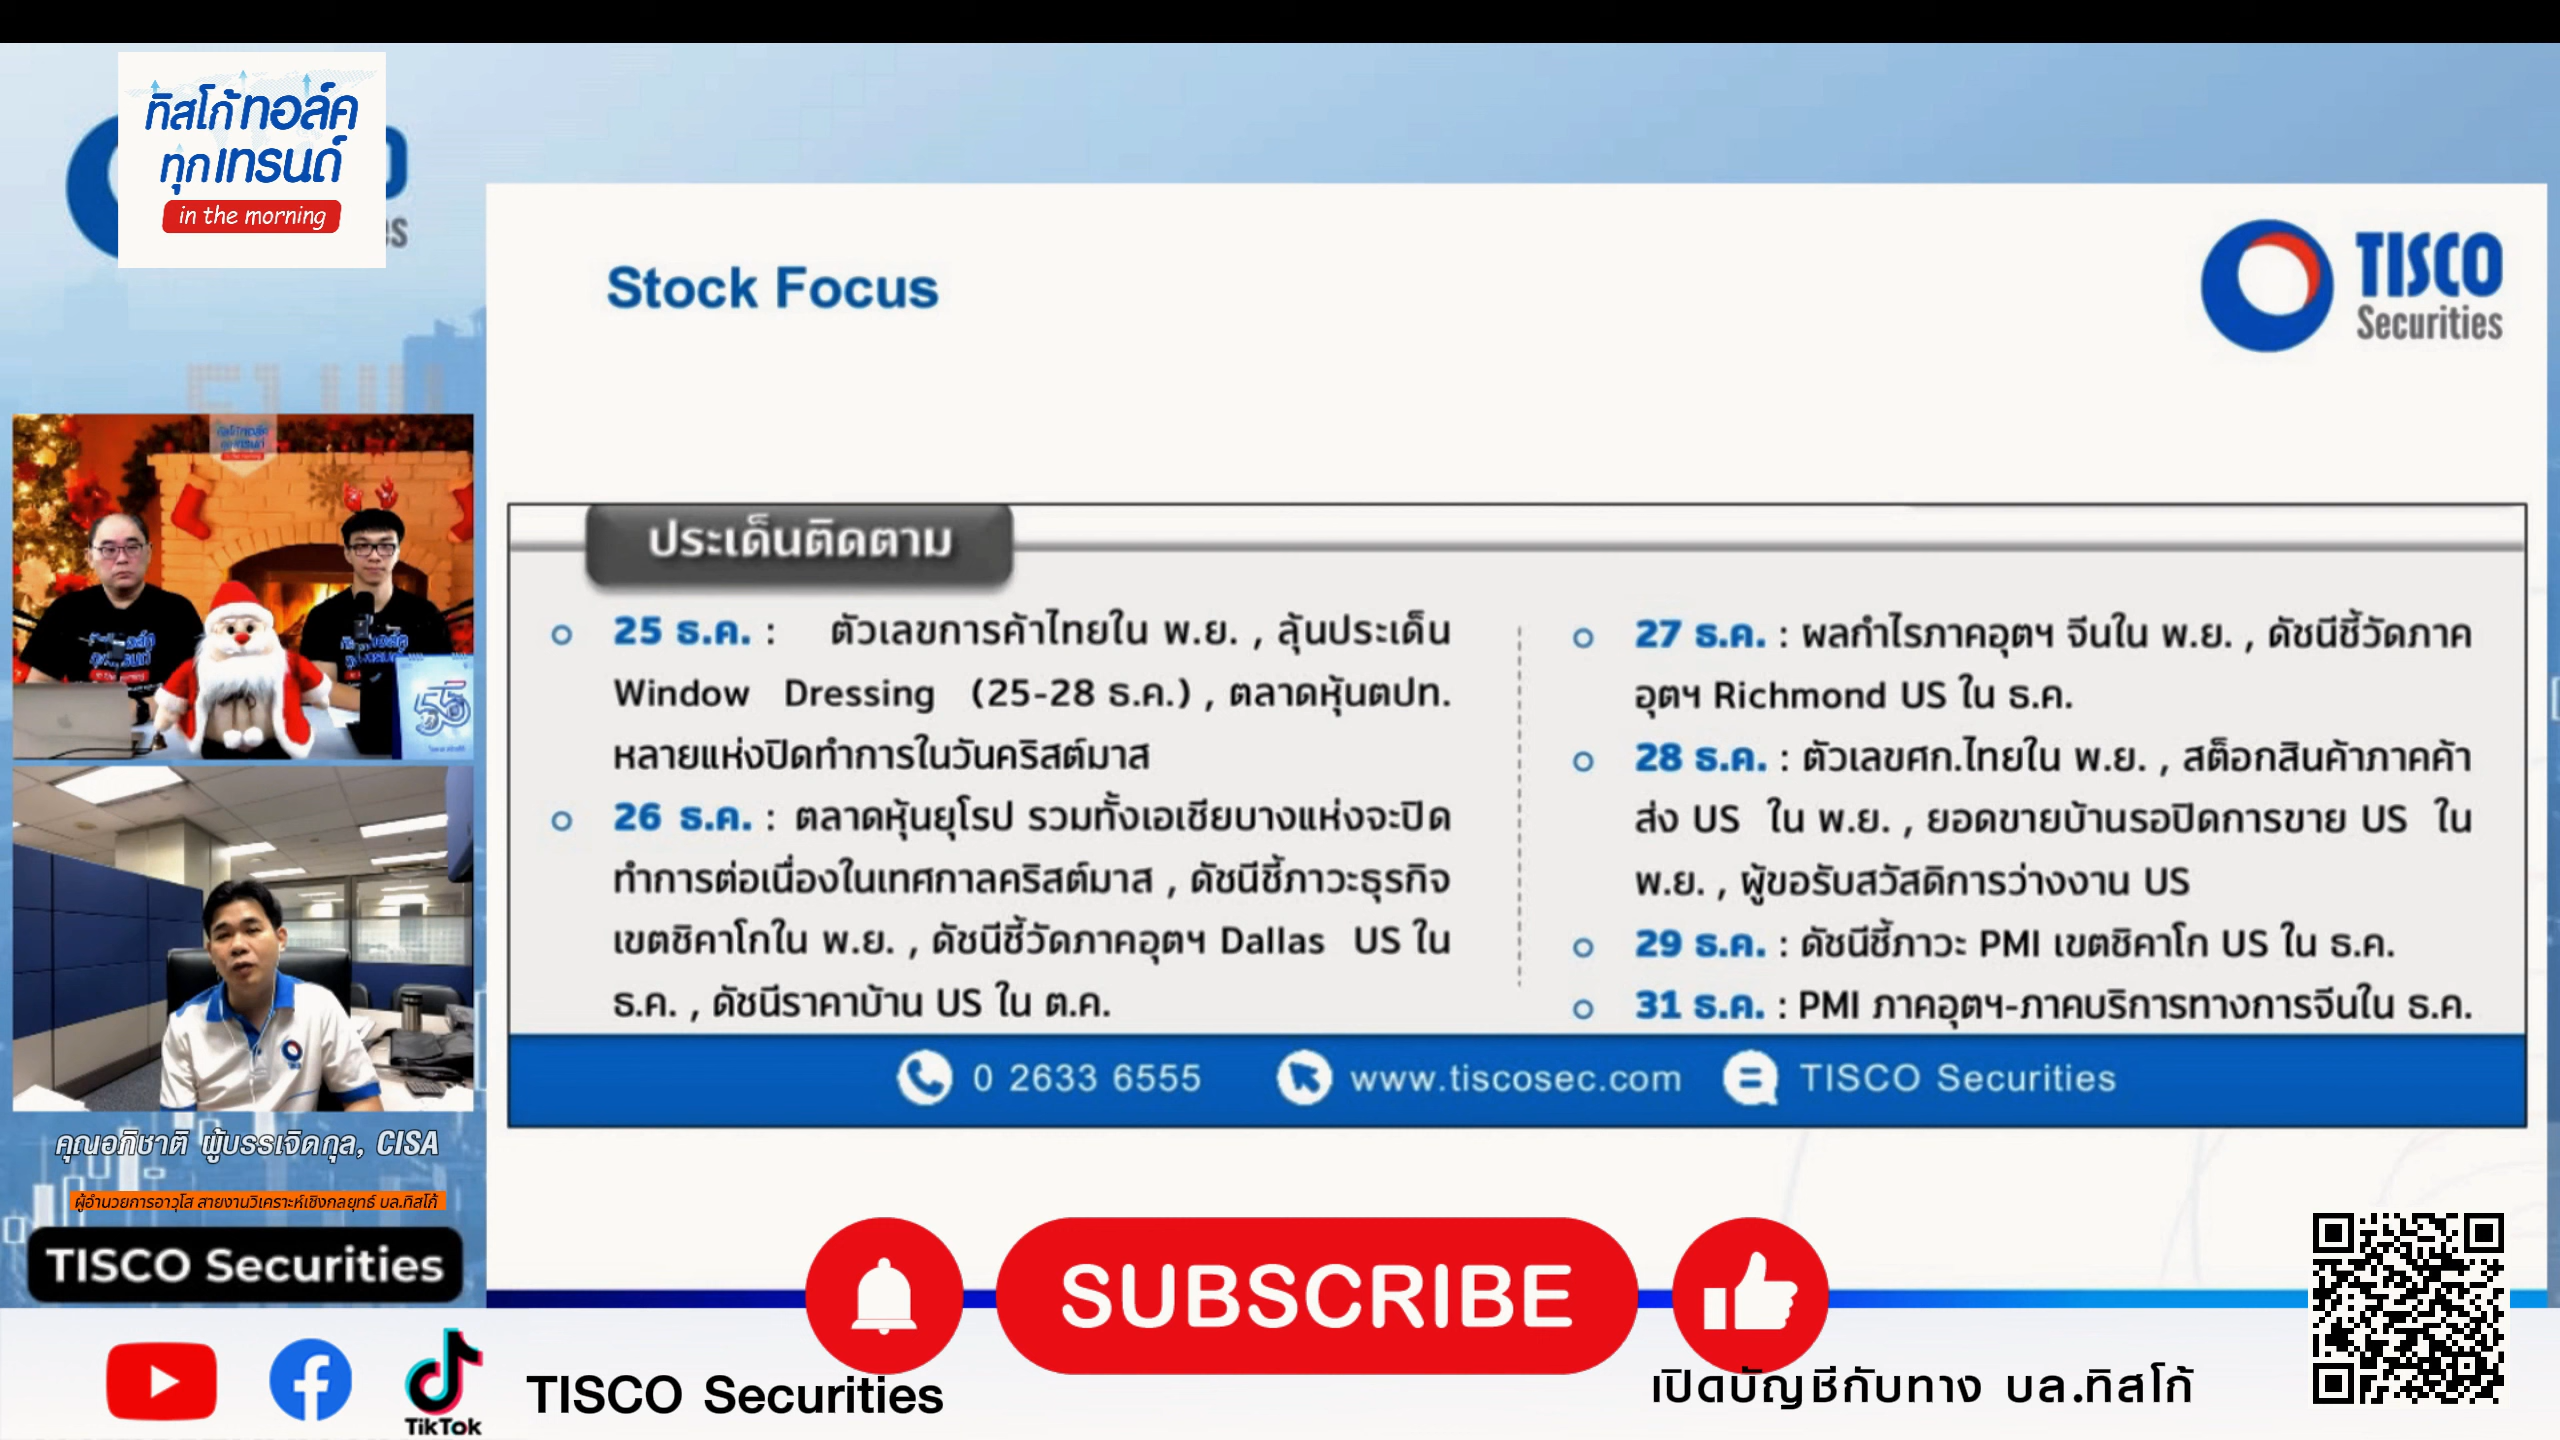 ทิสโก้ทอล์ค
ทุกเทรนด์
in the morning
Stock Focus
TISCO
Securities
ประเด็นติดตาม
25 ธ.ค. : ตัวเลขการค้าไทยใน พ.ย. , ลุ้นประเด็น
Window Dressing (25-28 ธ.ค.) , ตลาดหุ้นตปท.
หลายแห่งปิดทำการในวันคริสต์มาส
26 ธ.ค. : ตลาดหุ้นยุโรป รวมทั้งเอเชียบางแห่งจะปิด
ทำการต่อเนื่องในเทศกาลคริสต์มาส , ดัชนีชี้ภาวะธุรกิจ
เขตชิคาโกใน พ.ย. , ดัชนีชี้วัดภาคอุตฯ Dallas US ใน
ธ.ค. , ดัชนีราคาบ้าน US ใน ต.ค.
27 ธ.ค. : ผลกำไรภาคอุตฯ จีนใน พ.ย. , ดัชนีชี้วัดภาค
อุตฯ Richmond US ใน ธ.ค.
28 ธ.ค. : ตัวเลขศก.ไทยใน พ.ย. , สต็อกสินค้าภาคค้า
ส่ง US ใน พ.ย. , ยอดขายบ้านรอปิดการขาย US ใน
พ.ย. , ผู้ขอรับสวัสดิการว่างงาน US
29 ธ.ค. : ดัชนีชี้ภาวะ PMI เขตชิคาโก US ใน ธ.ค.
31 ธ.ค. : PMI ภาคอุตฯ-ภาคบริการทางการจีนใน ธ.ค.
0 2633 6555
www.tiscosec.com
TISCO Securities
คุณอภิชาติ ผู้บรรเจิดกุล, CISA
ผู้อำนวยการอาวุโส สายงานวิเคราะห์เชิงกลยุทธ์ บล.ทิสโก้
TISCO Securities
SUBSCRIBE
TikTok
TISCO Securities
เปิดบัญชีกับทาง บล.ทิสโก้